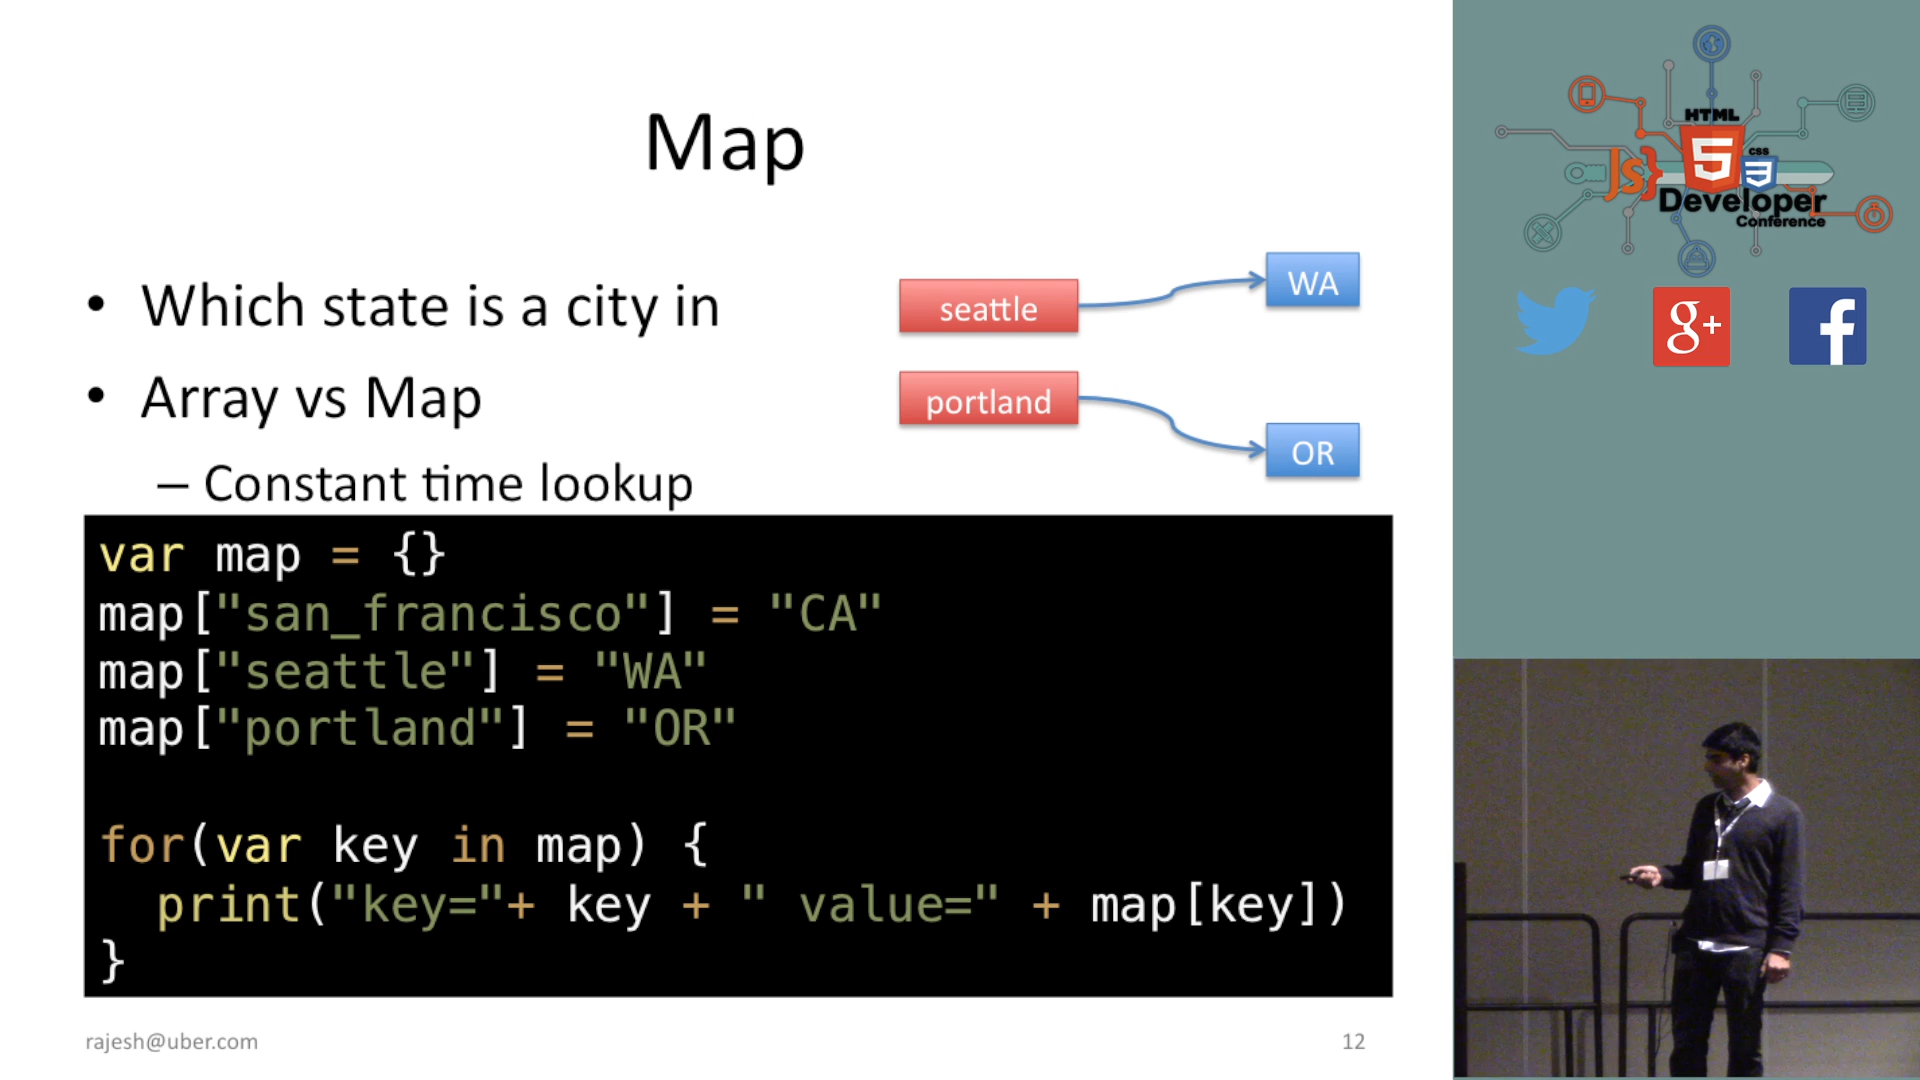 Map
• Which state is a city in
• Array vs Map
– Constant time lookup
seattle
WA
portland
OR
var map = {}
map["san_francisco"] = "CA"
map["seattle"] = "WA"
map["portland"] = "OR"
for(var key in map) {
  print("key="+ key + " value=" + map[key])
}
rajesh@uber.com
12
HTML
5
JS}
CSS
3
Developer
Conference
g+
f